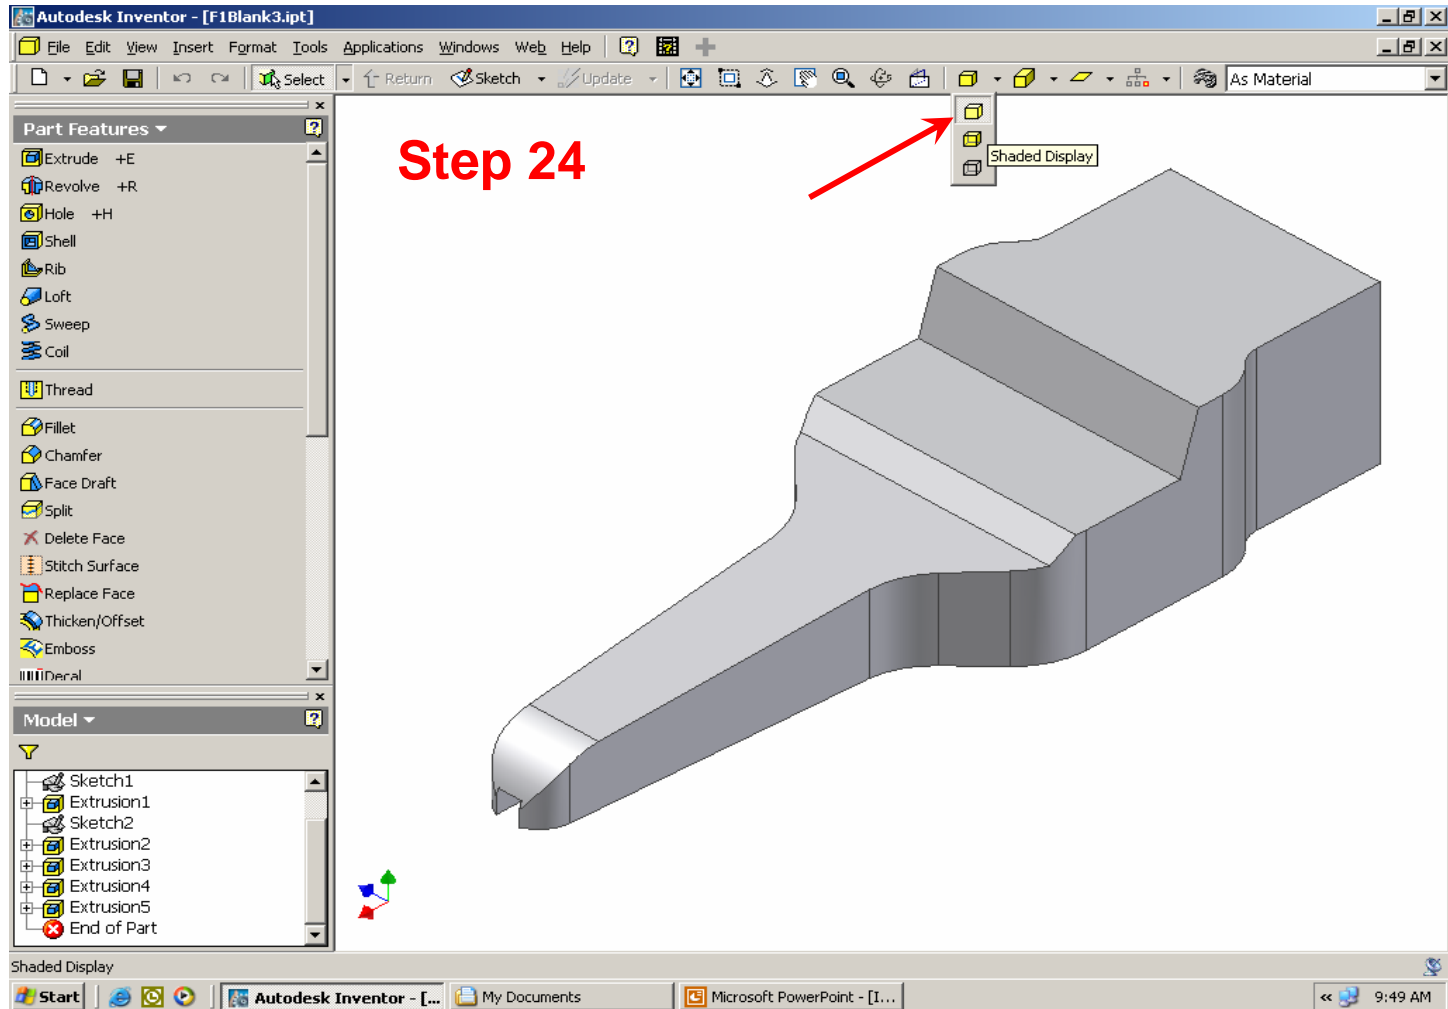 Autodesk Inventor - [F1Blank3.ipt]
File Edit View Insert Format Tools Applications Windows Web Help
Select Return Sketch Update As Material
Part Features
Step 24
Shaded Display
Extrude +E
Revolve +R
Hole +H
Shell
Rib
Loft
Sweep
Coil
Thread
Fillet
Chamfer
Face Draft
Split
Delete Face
Stitch Surface
Replace Face
Thicken/Offset
Emboss
Decal
Model
Sketch1
Extrusion1
Sketch2
Extrusion2
Extrusion3
Extrusion4
Extrusion5
End of Part
Shaded Display
Start Autodesk Inventor - [... My Documents Microsoft PowerPoint - [I... « 9:49 AM